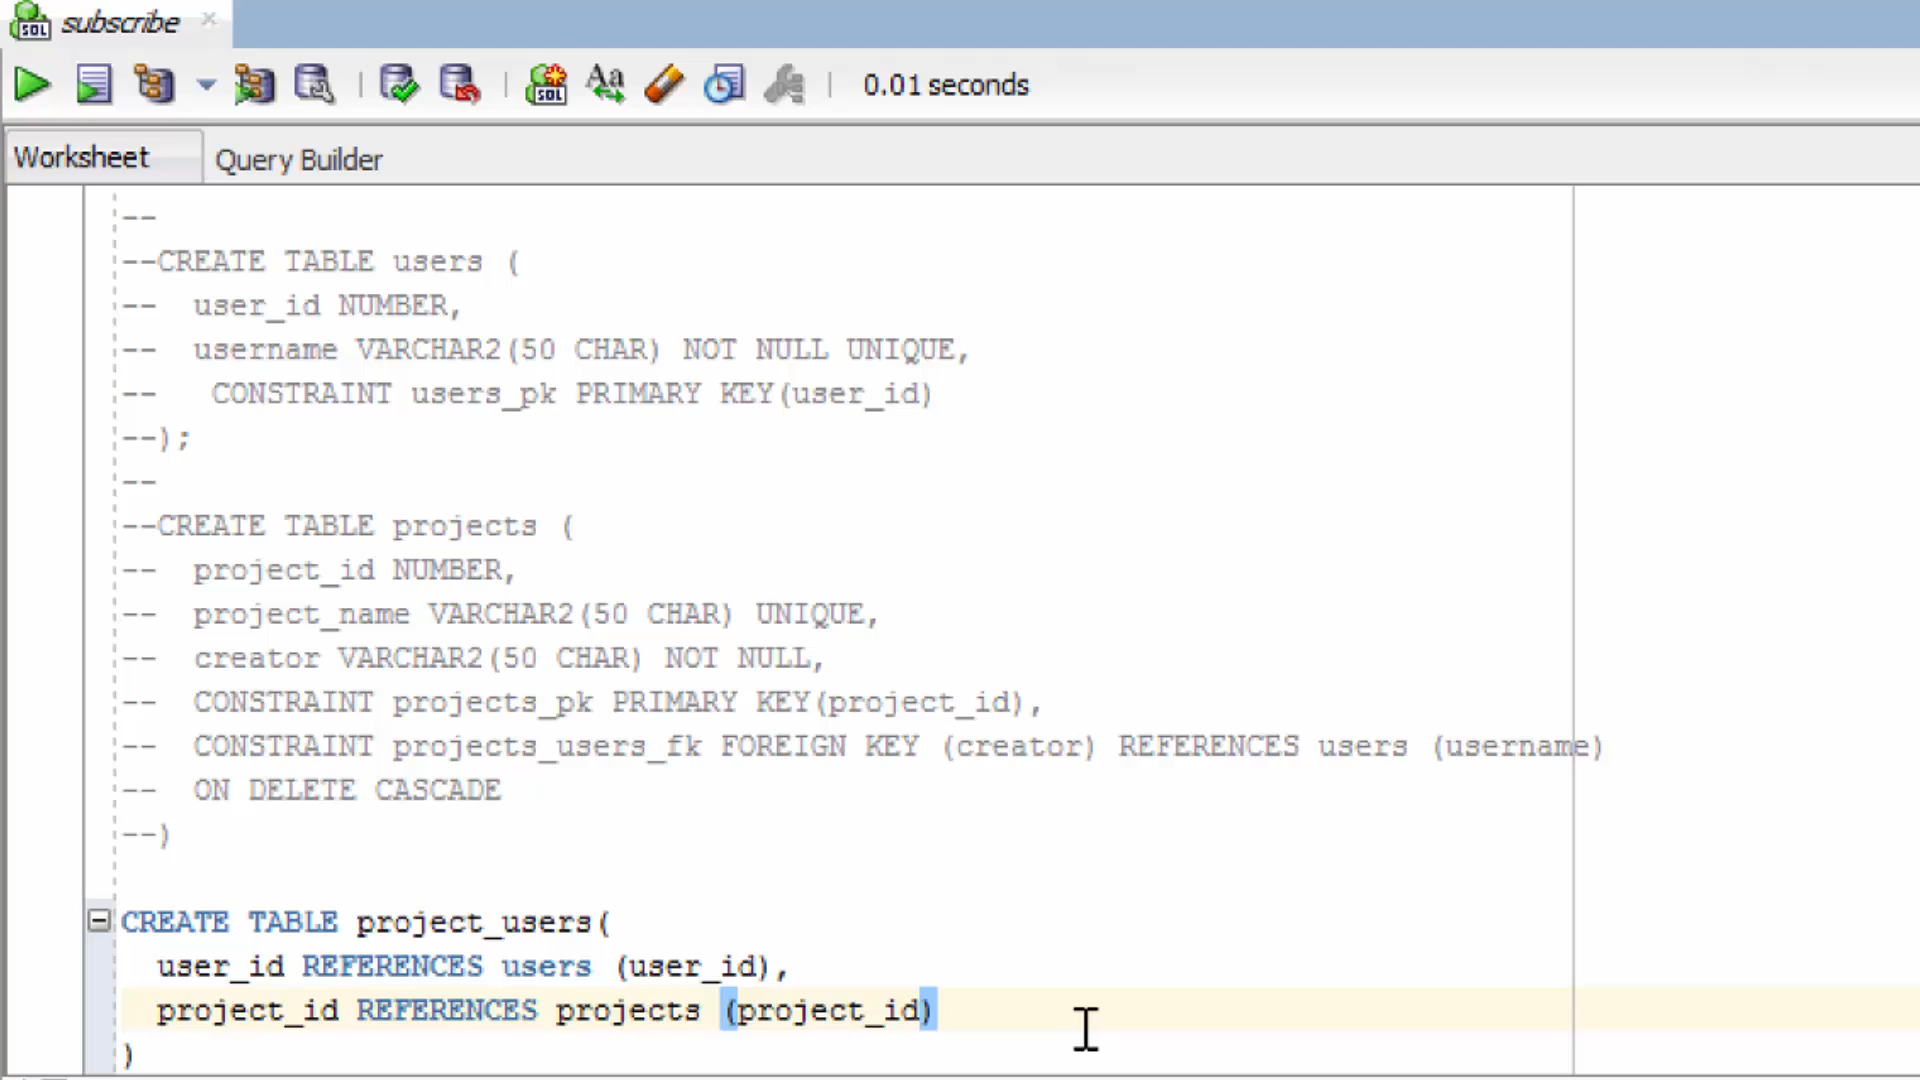 subscribe
0.01 seconds
Worksheet Query Builder
--
--CREATE TABLE users (
--  user_id NUMBER,
--  username VARCHAR2(50 CHAR) NOT NULL UNIQUE,
--   CONSTRAINT users_pk PRIMARY KEY(user_id)
--);
--
--CREATE TABLE projects (
--  project_id NUMBER,
--  project_name VARCHAR2(50 CHAR) UNIQUE,
--  creator VARCHAR2(50 CHAR) NOT NULL,
--  CONSTRAINT projects_pk PRIMARY KEY(project_id),
--  CONSTRAINT projects_users_fk FOREIGN KEY (creator) REFERENCES users (username)
--  ON DELETE CASCADE
--)
CREATE TABLE project_users(
  user_id REFERENCES users (user_id),
  project_id REFERENCES projects (project_id)
)